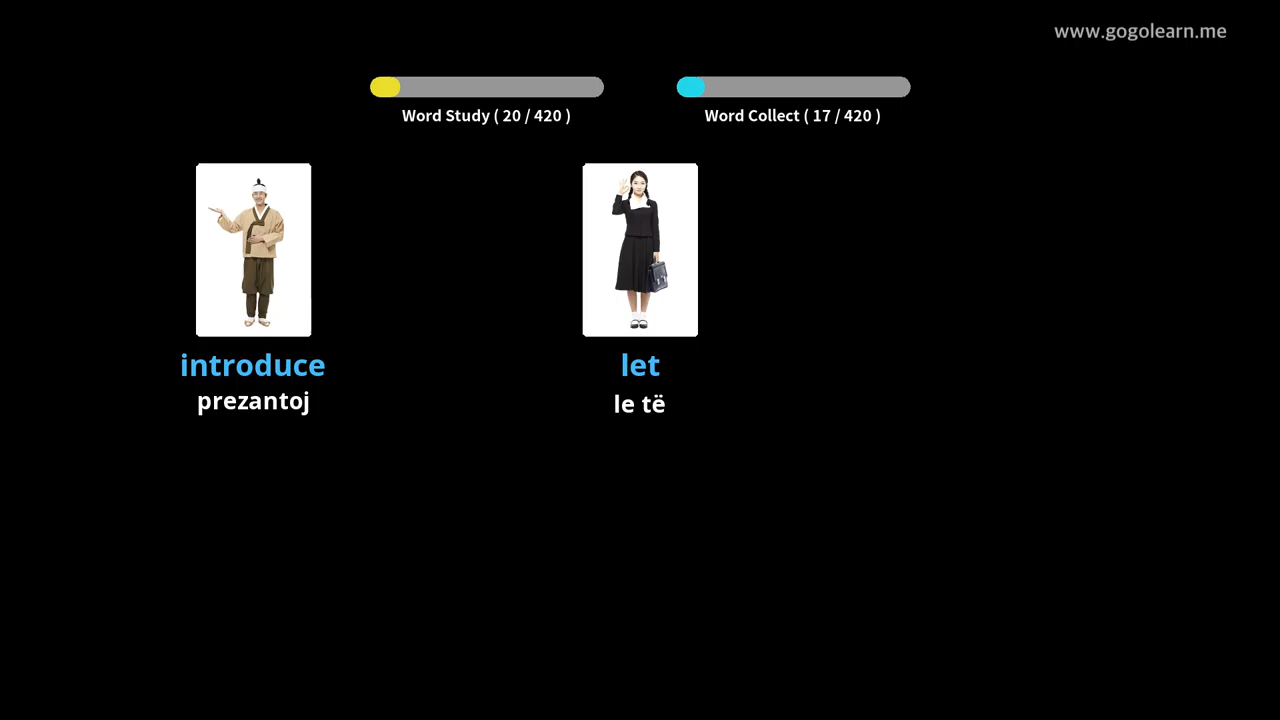 www.gogolearn.me
Word Study ( 20 / 420 )
Word Collect ( 17 / 420 )
introduce
prezantoj
let
le të